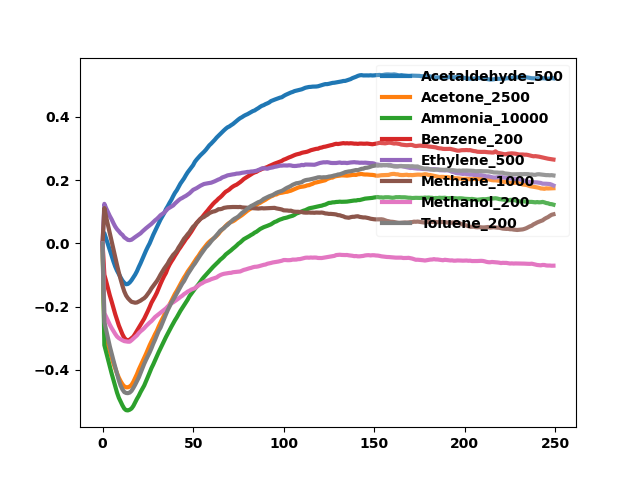 0.4
0.2
0.0
−0.2
−0.4
0
50
100
150
200
250
Acetaldehyde_500
Acetone_2500
Ammonia_10000
Benzene_200
Ethylene_500
Methane_1000
Methanol_200
Toluene_200